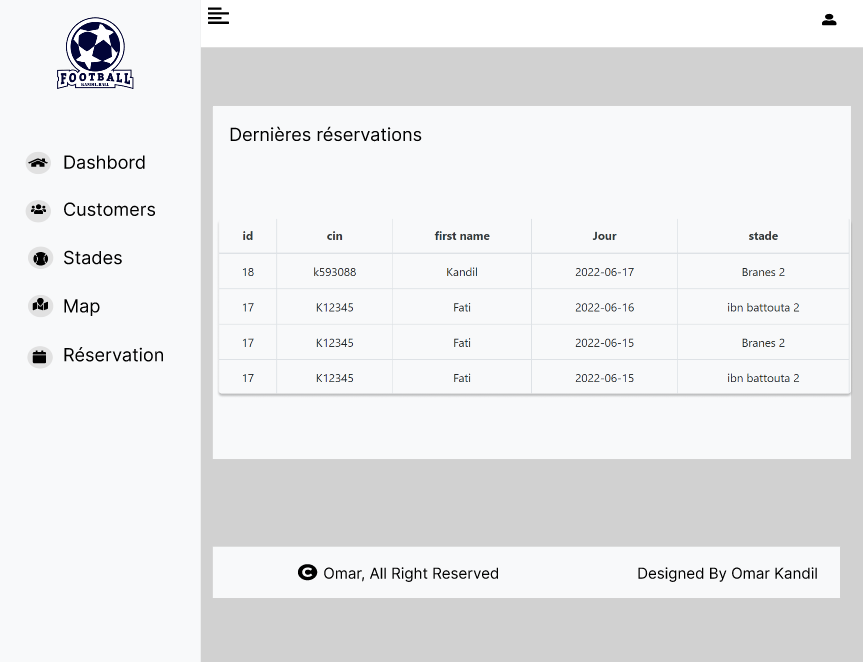 FOOTBALL
KANDIL-BALL
Dashbord
Customers
Stades
Map
Réservation
Dernières réservations
id cin first name Jour stade
18 k593088 Kandil 2022-06-17 Branes 2
17 K12345 Fati 2022-06-16 ibn battouta 2
17 K12345 Fati 2022-06-15 Branes 2
17 K12345 Fati 2022-06-15 ibn battouta 2
© Omar, All Right Reserved
Designed By Omar Kandil